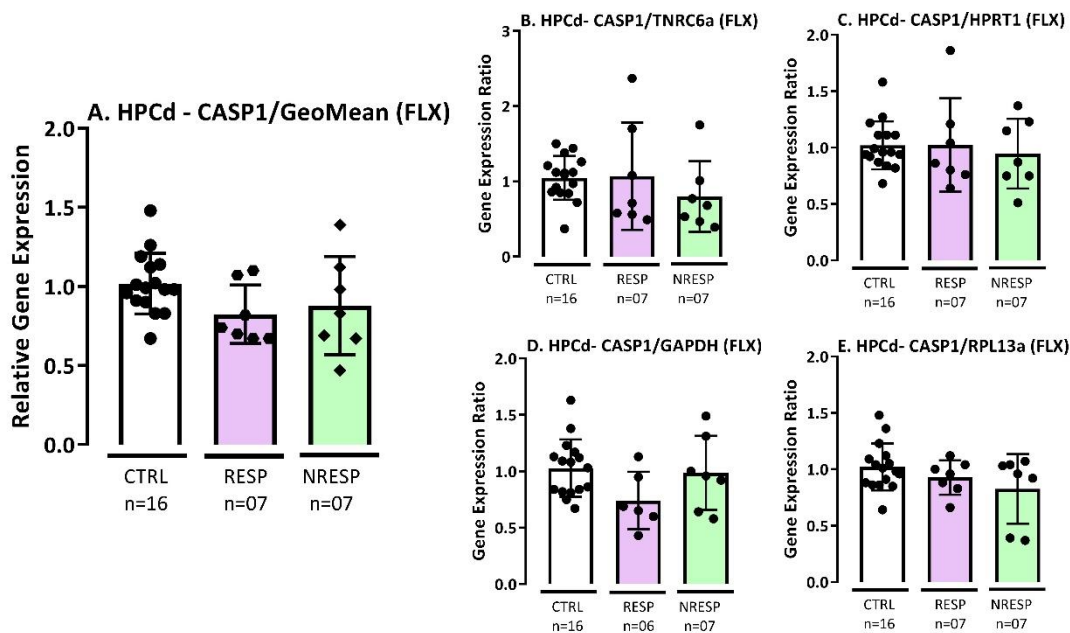 A. HPCd - CASP1/GeoMean (FLX)
Relative Gene Expression
2.0
1.5
1.0
0.5
0.0
CTRL RESP NRESP
n=16 n=07 n=07
B. HPCd- CASP1/TNRC6a (FLX)
Gene Expression Ratio
3
2
1
0
CTRL RESP NRESP
n=16 n=07 n=07
C. HPCd- CASP1/HPRT1 (FLX)
Gene Expression Ratio
2.0
1.5
1.0
0.5
0.0
CTRL RESP NRESP
n=16 n=07 n=07
D. HPCd- CASP1/GAPDH (FLX)
Gene Expression Ratio
2.0
1.5
1.0
0.5
0.0
CTRL RESP NRESP
n=16 n=06 n=07
E. HPCd- CASP1/RPL13a (FLX)
Gene Expression Ratio
2.0
1.5
1.0
0.5
0.0
CTRL RESP NRESP
n=16 n=07 n=07